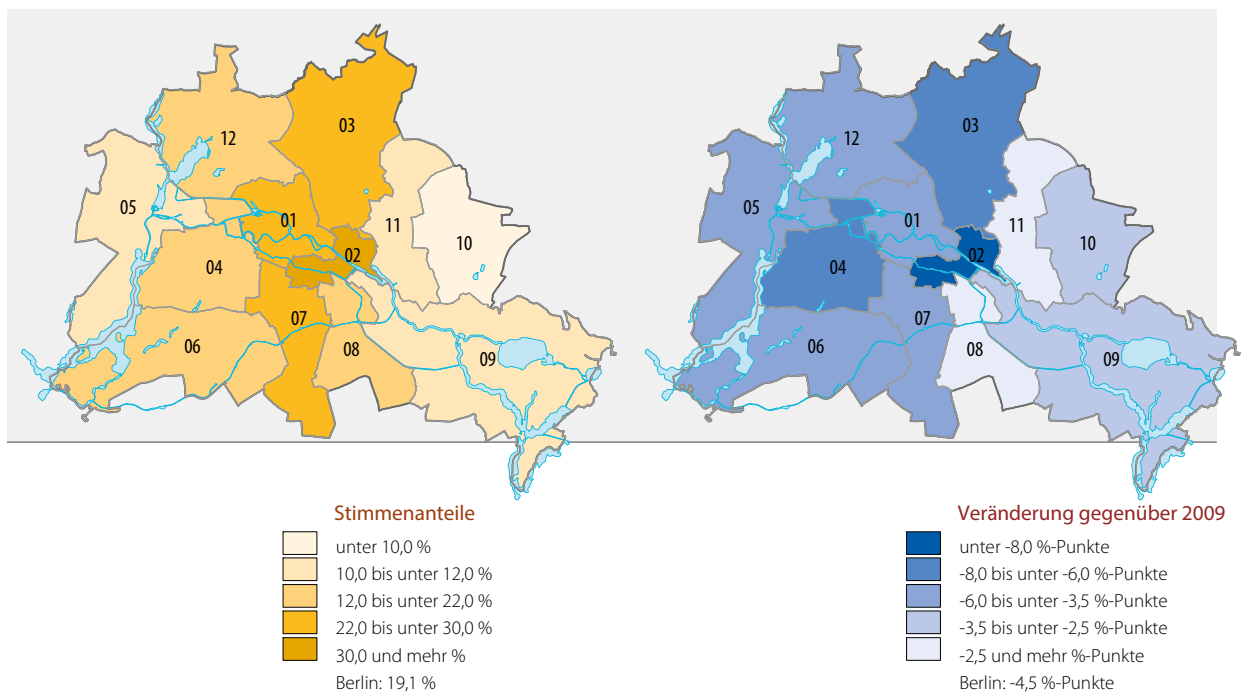 03
12
05
01
11
02
10
04
07
06
08
09
03
12
05
01
11
02
10
04
07
06
08
09
Stimmenanteile
unter 10,0 %
10,0 bis unter 12,0 %
12,0 bis unter 22,0 %
22,0 bis unter 30,0 %
30,0 und mehr %
Berlin: 19,1 %
Veränderung gegenüber 2009
unter -8,0 %-Punkte
-8,0 bis unter -6,0 %-Punkte
-6,0 bis unter -3,5 %-Punkte
-3,5 bis unter -2,5 %-Punkte
-2,5 und mehr %-Punkte
Berlin: -4,5 %-Punkte